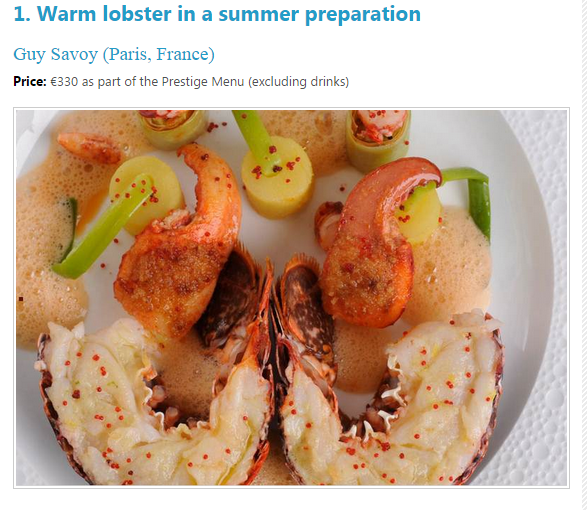 1. Warm lobster in a summer preparation
Guy Savoy (Paris, France)
Price: €330 as part of the Prestige Menu (excluding drinks)